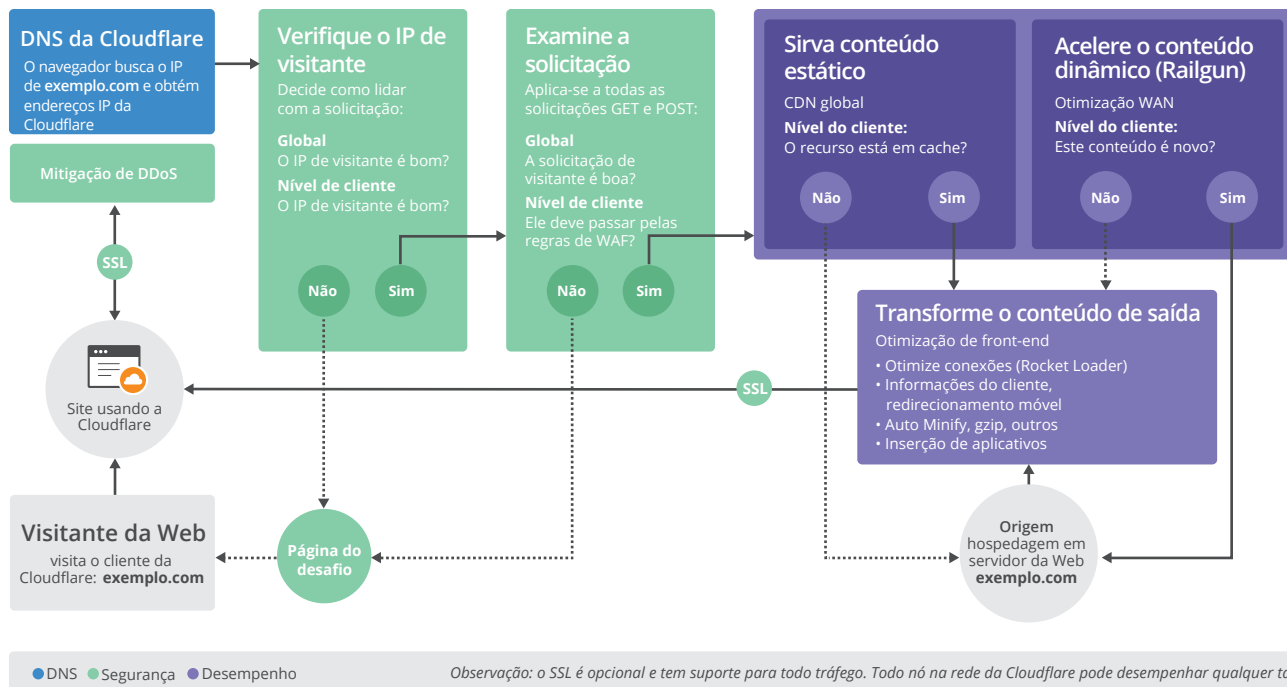 DNS da Cloudflare
O navegador busca o IP
de exemplo.com e obtém
endereços IP da
Cloudflare
Mitigação de DDoS
SSL
Site usando a
Cloudflare
Visitante da Web
visita o cliente da
Cloudflare: exemplo.com
Verifique o IP de
visitante
Decide como lidar
com a solicitação:
Global
O IP de visitante é bom?
Nível de cliente
O IP de visitante é bom?
Não
Sim
Página do
desafio
Examine a
solicitação
Aplica-se a todas as
solicitações GET e POST:
Global
A solicitação de
visitante é boa?
Nível de cliente
Ele deve passar pelas
regras de WAF?
Não
Sim
Sirva conteúdo
estático
CDN global
Nível do cliente:
O recurso está em cache?
Não
Sim
Acelere o conteúdo
dinâmico (Railgun)
Otimização WAN
Nível do cliente:
Este conteúdo é novo?
Não
Sim
Transforme o conteúdo de saída
Otimização de front-end
• Otimize conexões (Rocket Loader)
• Informações do cliente,
redirecionamento móvel
• Auto Minify, gzip, outros
• Inserção de aplicativos
SSL
Origem
hospedagem em
servidor da Web
exemplo.com
DNS
Segurança
Desempenho
Observação: o SSL é opcional e tem suporte para todo tráfego. Todo nó na rede da Cloudflare pode desempenhar qualquer